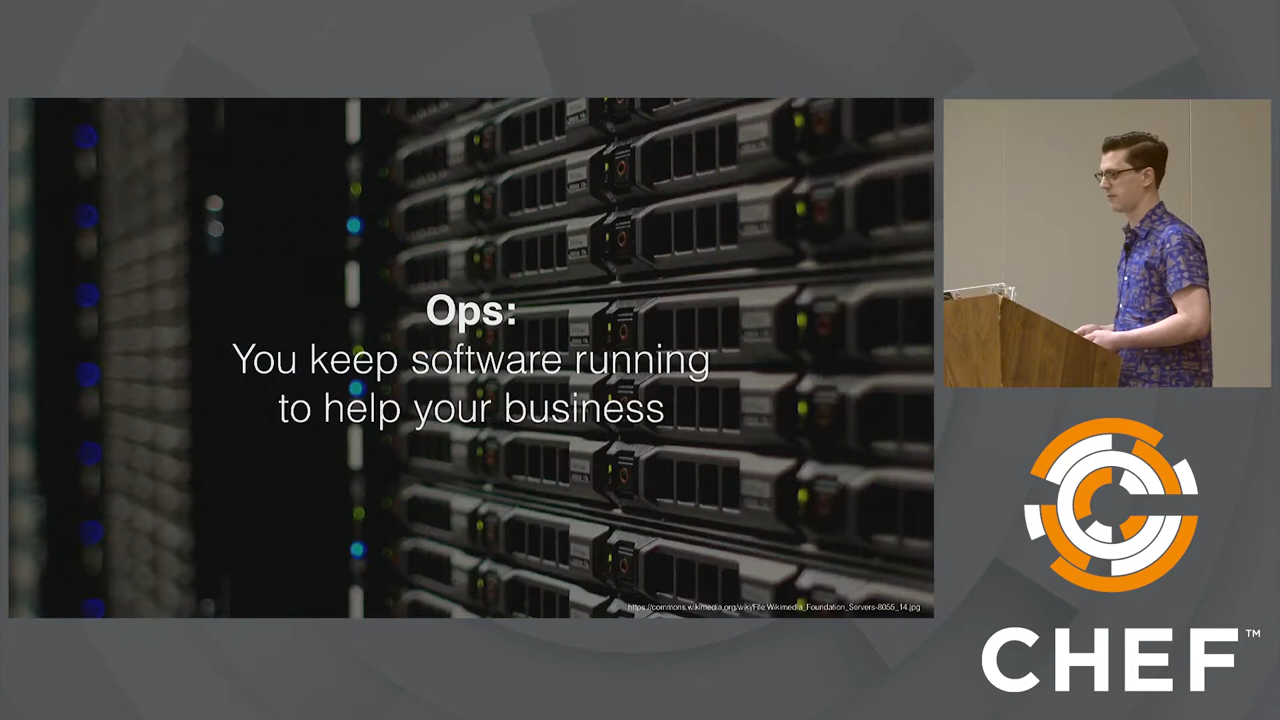 Ops:
You keep software running
to help your business
https://commons.wikimedia.org/wiki/File:Wikimedia_Foundation_Servers-8055_14.jpg
CHEF™